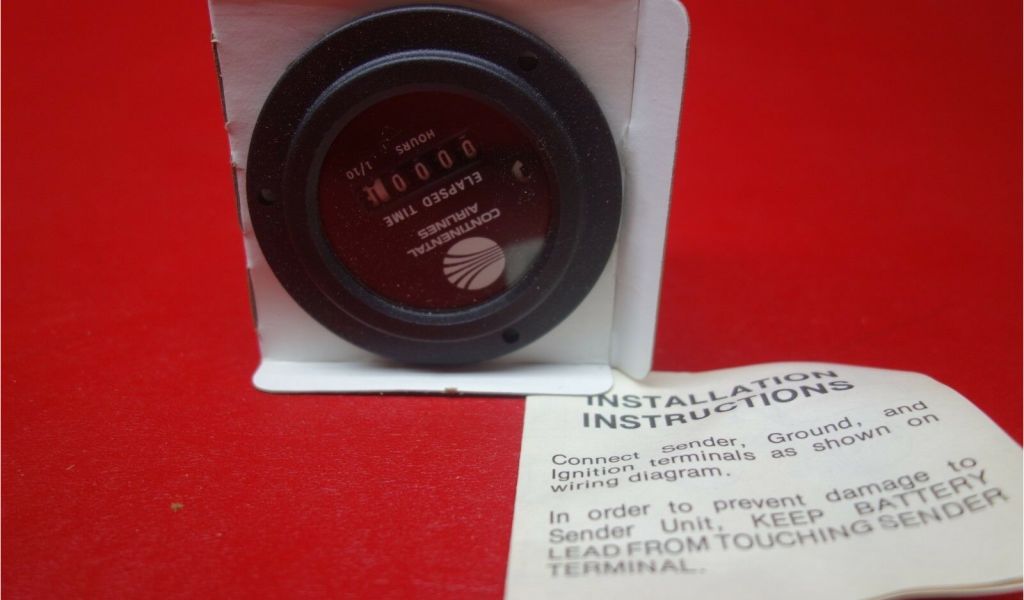 CONTINENTAL
AIRLINES
ELAPSED TIME
0000
HOURS 1/10
INSTALLATION
INSTRUCTIONS
Connect sender, Ground, and
Ignition terminals as shown on
wiring diagram.
In order to prevent damage to
Sender Unit, KEEP BATTERY
LEAD FROM TOUCHING SENDER
TERMINAL.